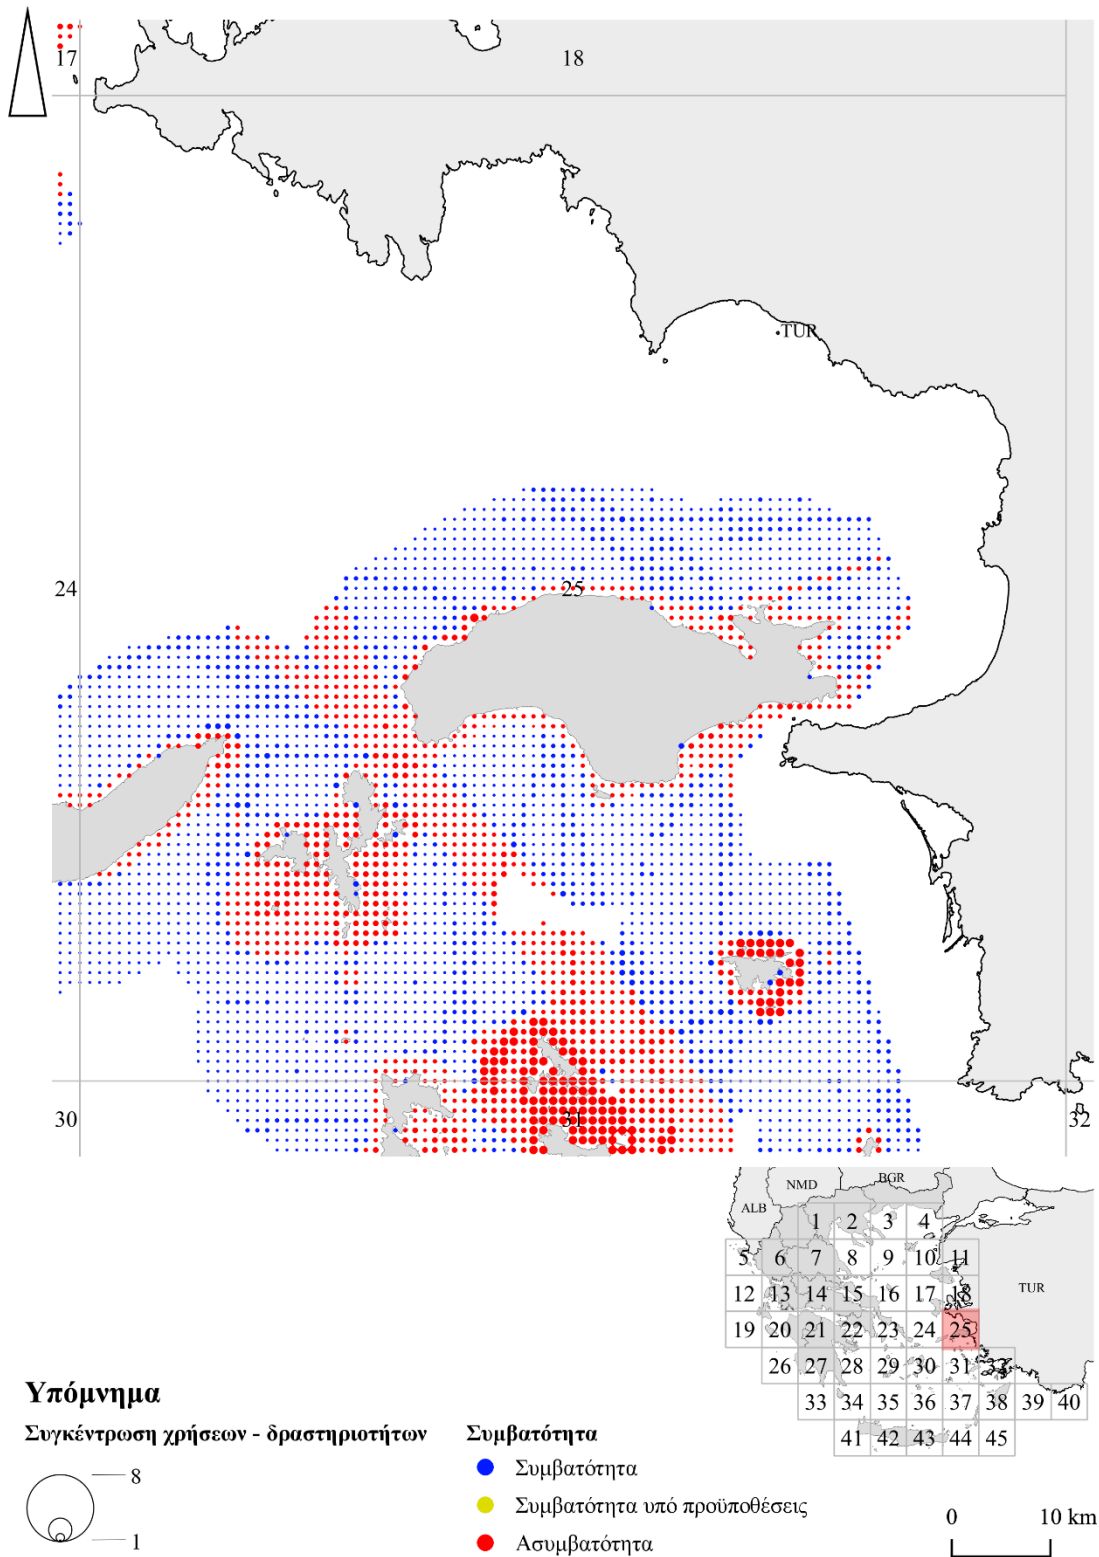 17 18
TUR
24 25
30 31 32
NMD BGR
ALB
1 2 3 4
5 6 7 8 9 10 11
TUR
12 13 14 15 16 17 18
19 20 21 22 23 24 25
26 27 28 29 30 31 32
33 34 35 36 37 38 39 40
41 42 43 44 45
Υπόμνημα
Συγκέντρωση χρήσεων - δραστηριοτήτων
8
1
Συμβατότητα
Συμβατότητα
Συμβατότητα υπό προϋποθέσεις
Ασυμβατότητα
0 10 km